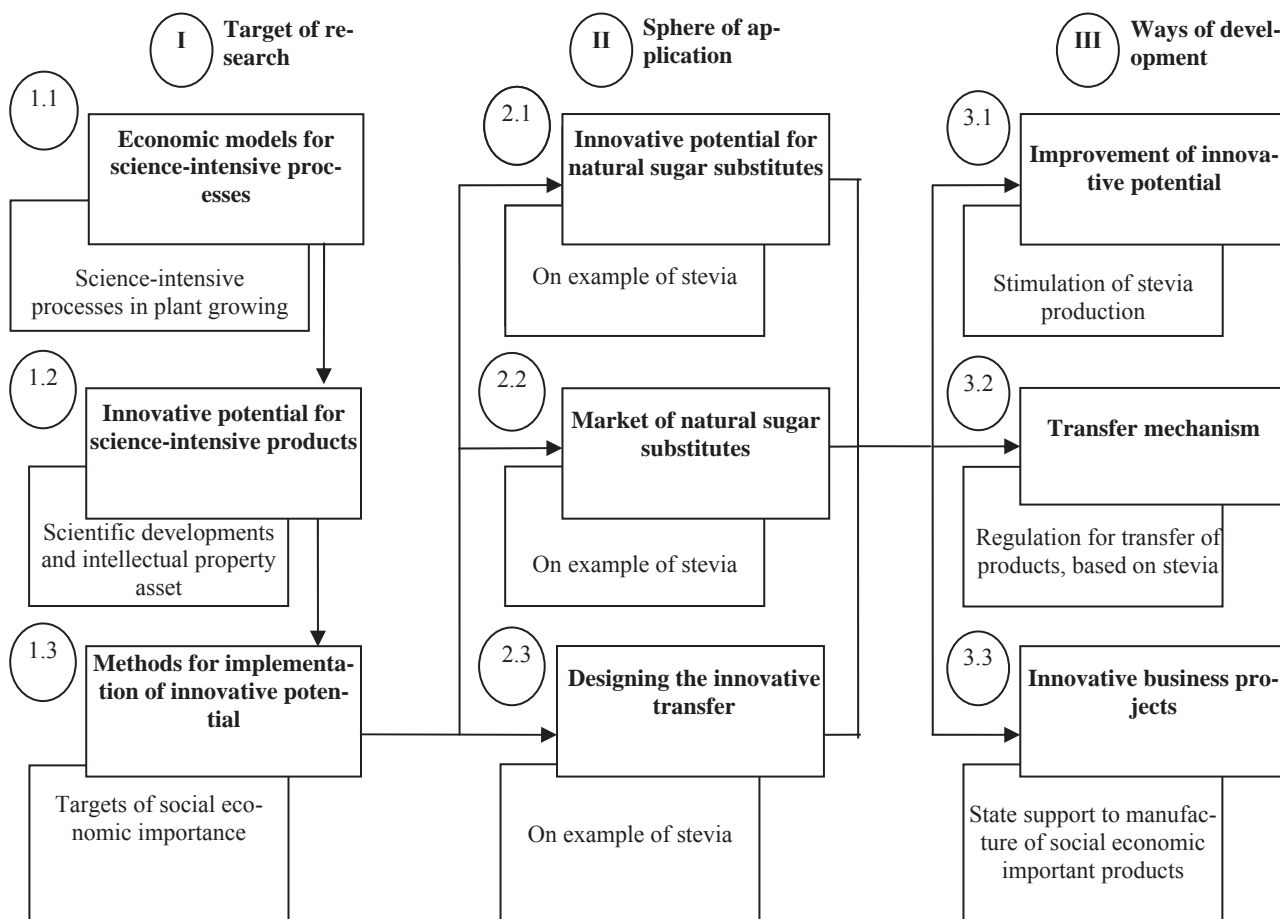 I
Target of re-
search
1.1
Economic models for
science-intensive proc-
esses
Science-intensive
processes in plant growing
1.2
Innovative potential for
science-intensive products
Scientific developments
and intellectual property
asset
1.3
Methods for implementa-
tion of innovative poten-
tial
Targets of social eco-
nomic importance
II
Sphere of ap-
plication
2.1
Innovative potential for
natural sugar substitutes
On example of stevia
2.2
Market of natural sugar
substitutes
On example of stevia
2.3
Designing the innovative
transfer
On example of stevia
III
Ways of devel-
opment
3.1
Improvement of innova-
tive potential
Stimulation of stevia
production
3.2
Transfer mechanism
Regulation for transfer of
products, based on stevia
3.3
Innovative business pro-
jects
State support to manufac-
ture of social economic
important products